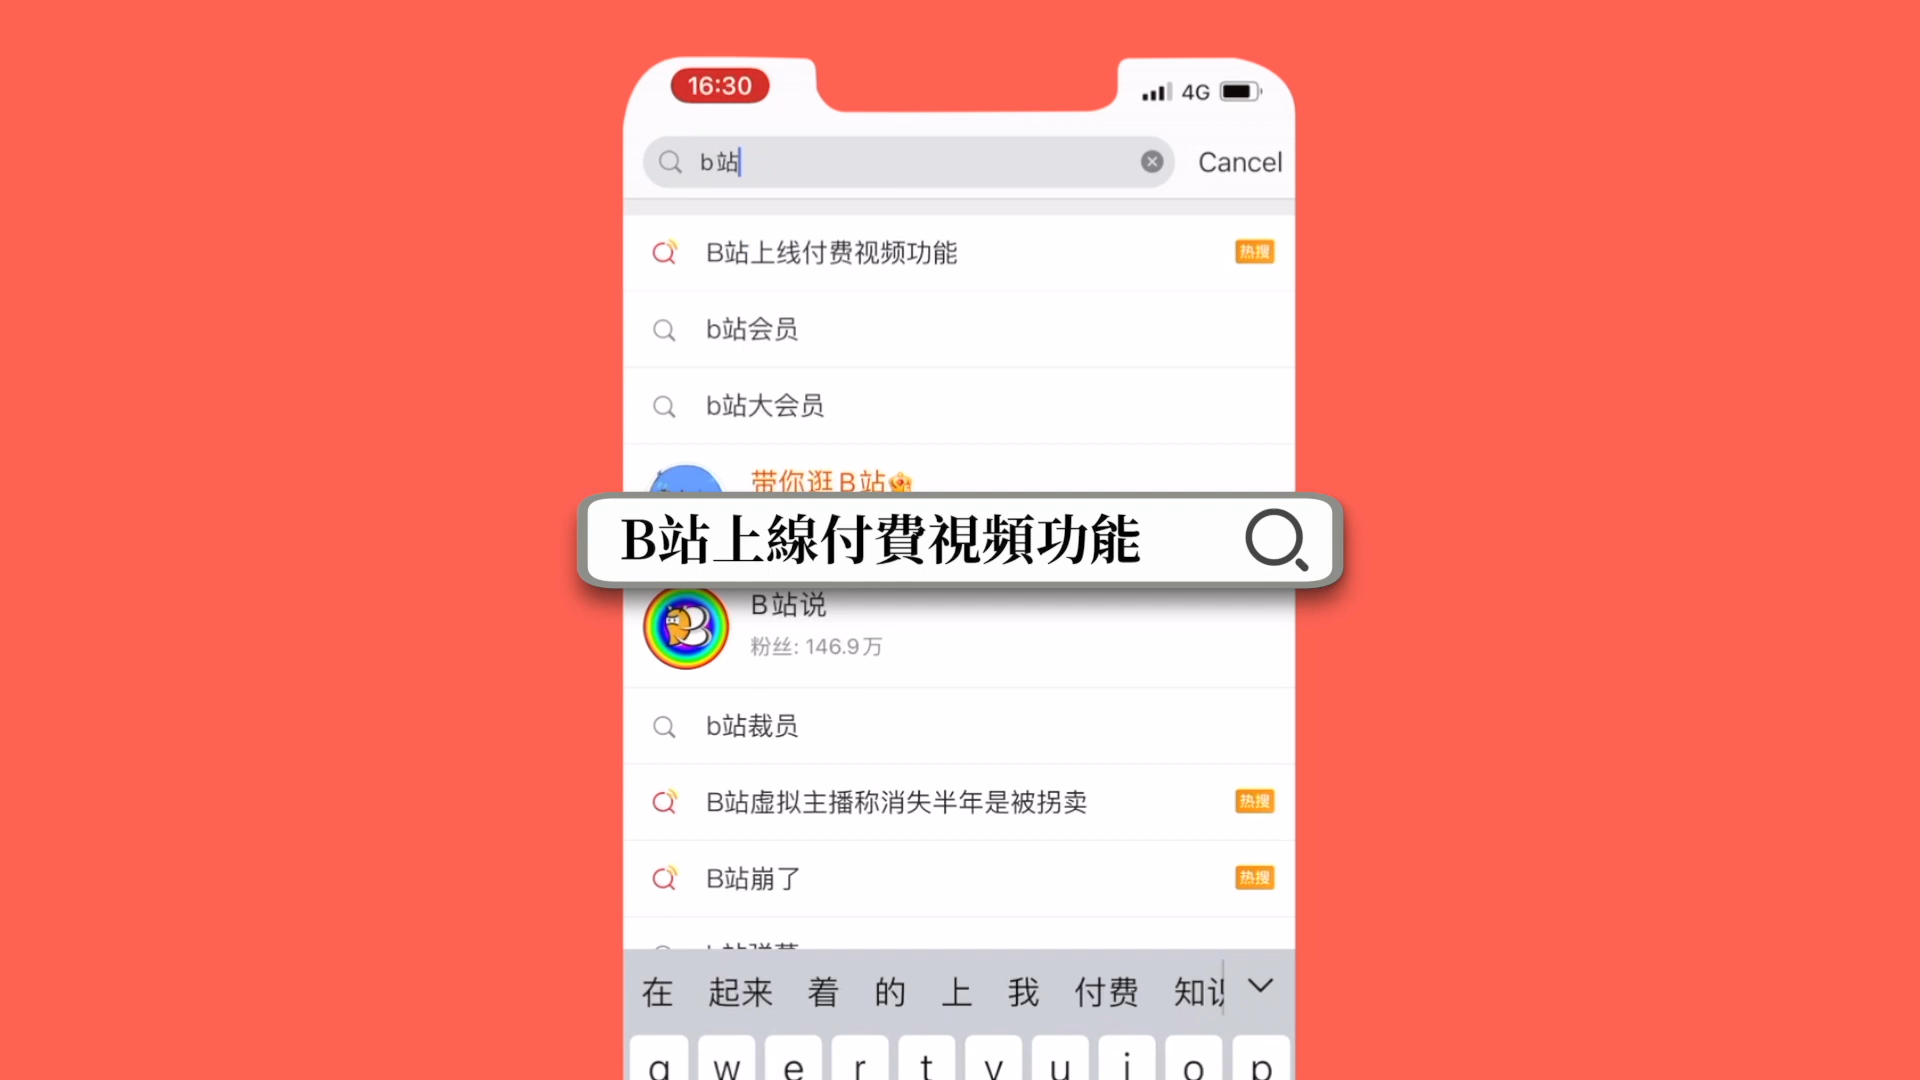 16:30
4G
b站
Cancel
B站上线付费视频功能
热搜
b站会员
b站大会员
带你逛B站
B站上線付費視頻功能
B站说
粉丝: 146.9万
b站裁员
B站虚拟主播称消失半年是被拐卖
热搜
B站崩了
热搜
在 起来 着 的 上 我 付费 知识
q w e r t y u i o p